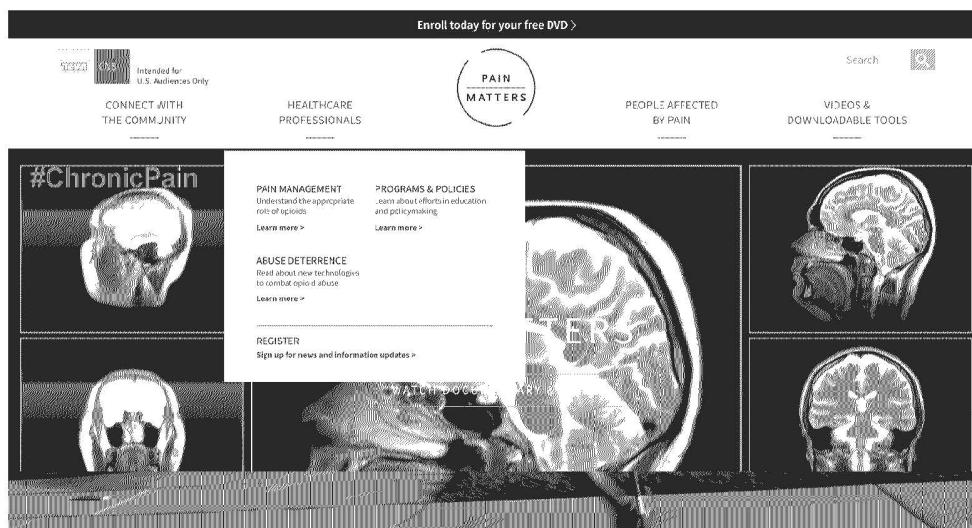 Enroll today for your free DVD >
Intended for
U.S. Audiences Only
Search
PAIN
MATTERS
CONNECT WITH
THE COMMUNITY
HEALTHCARE
PROFESSIONALS
PEOPLE AFFECTED
BY PAIN
VIDEOS &
DOWNLOADABLE TOOLS
#ChronicPain
PAIN MANAGEMENT
Understand the appropriate
role of opioids
Learn more >
PROGRAMS & POLICIES
Learn about efforts in education
and policymaking
Learn more >
ABUSE DETERRENCE
Read about new technologies
to combat opioid abuse
Learn more >
REGISTER
Sign up for news and information updates >
TERS
WATCH DOCU